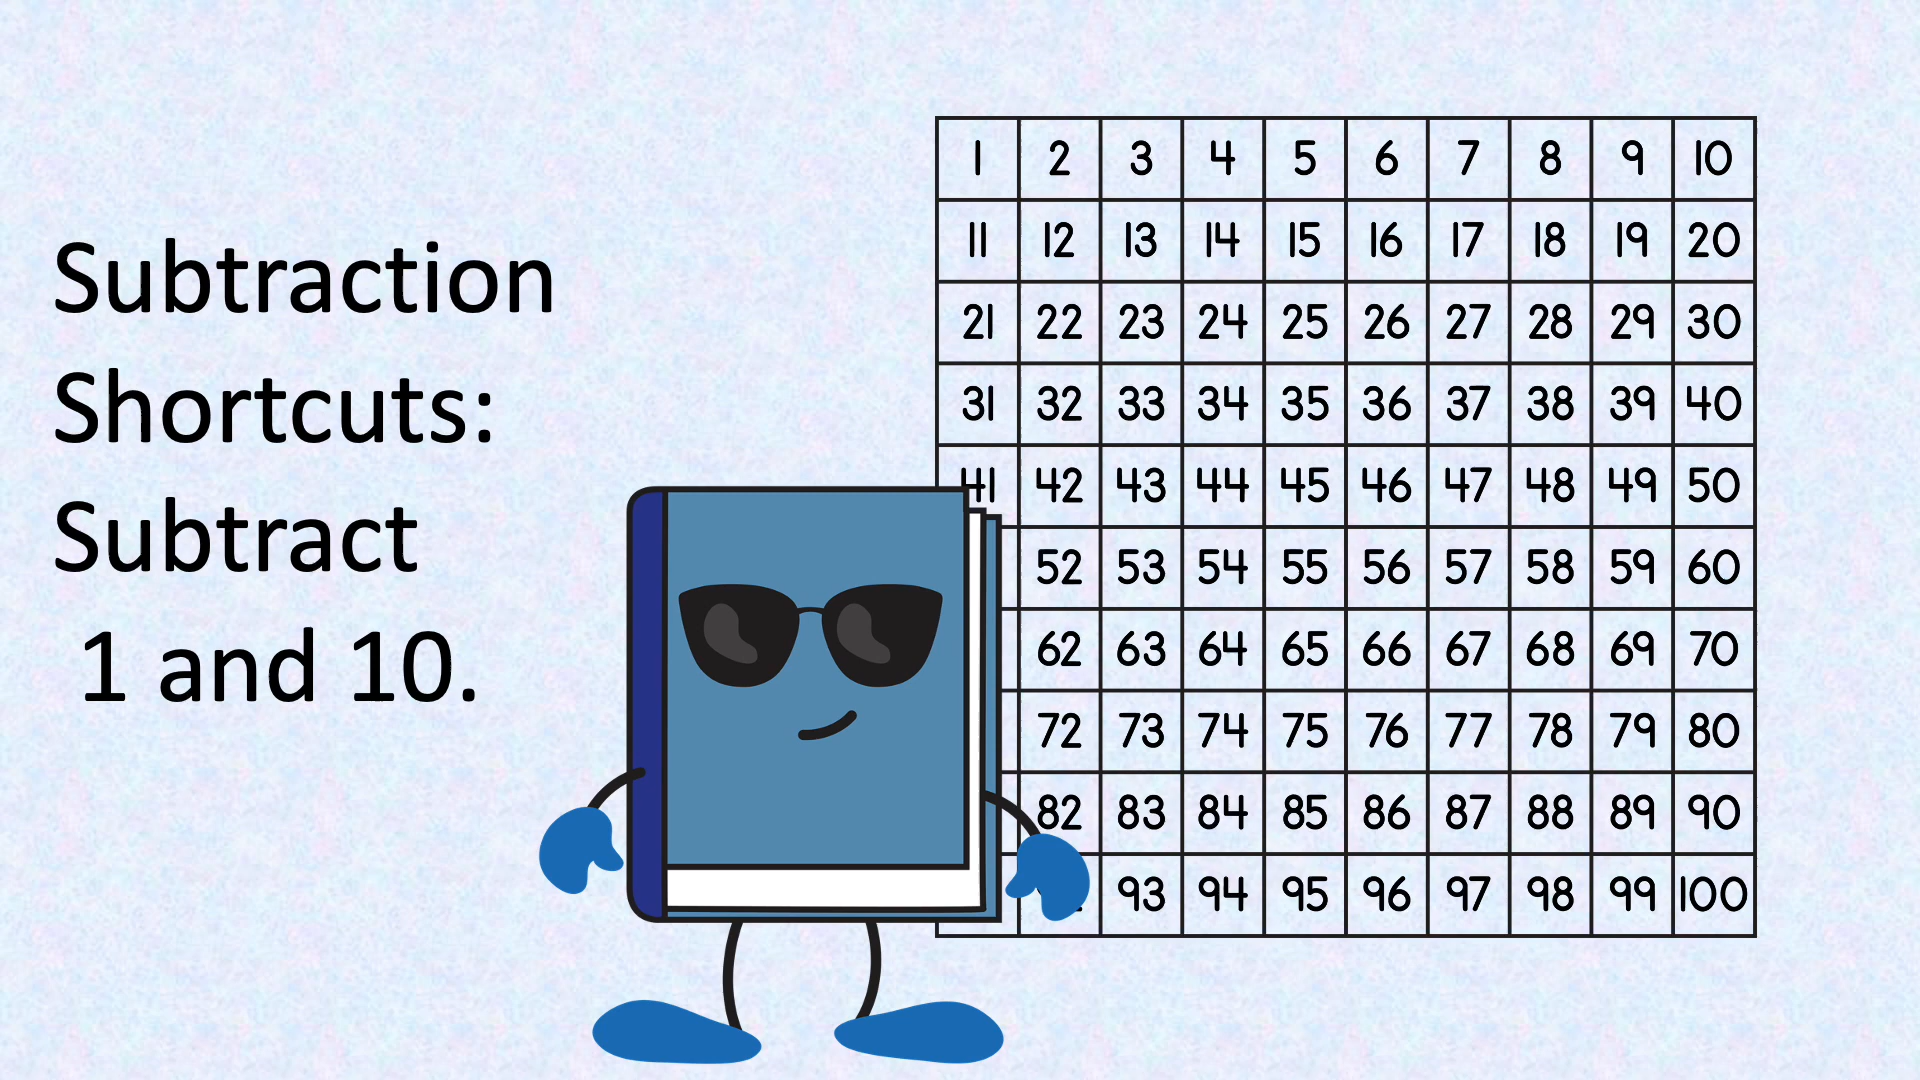 Subtraction
Shortcuts:
Subtract
1 and 10.
1 2 3 4 5 6 7 8 9 10
11 12 13 14 15 16 17 18 19 20
21 22 23 24 25 26 27 28 29 30
31 32 33 34 35 36 37 38 39 40
41 42 43 44 45 46 47 48 49 50
52 53 54 55 56 57 58 59 60
62 63 64 65 66 67 68 69 70
72 73 74 75 76 77 78 79 80
82 83 84 85 86 87 88 89 90
93 94 95 96 97 98 99 100